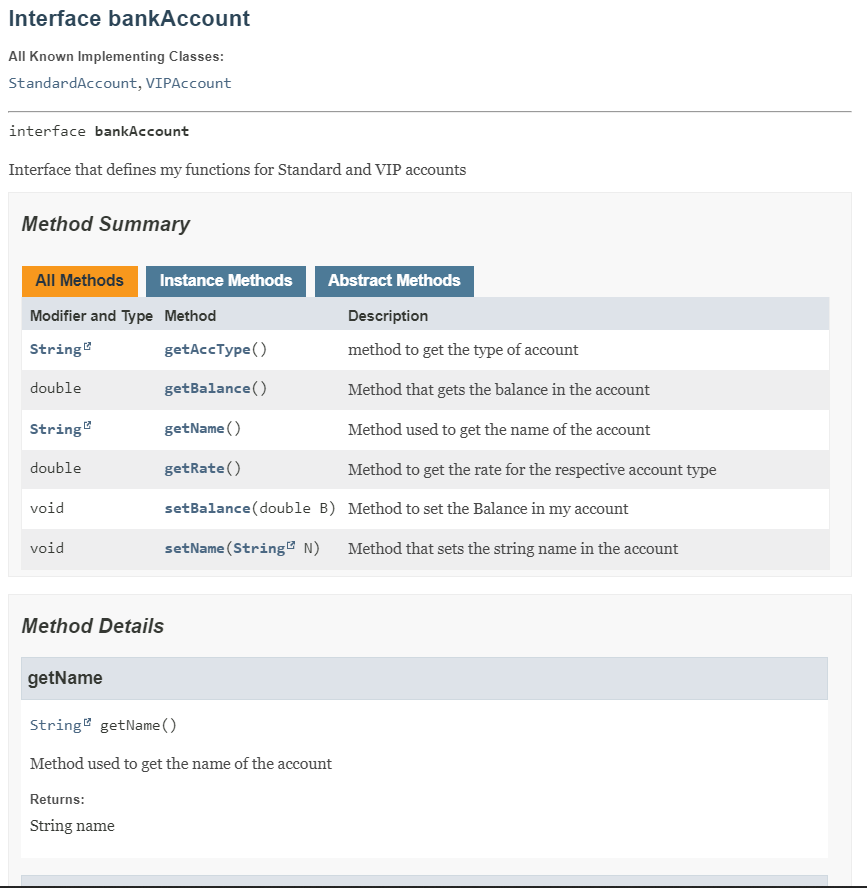 Interface bankAccount
All Known Implementing Classes:
StandardAccount, VIPAccount
interface bankAccount
Interface that defines my functions for Standard and VIP accounts
Method Summary
All Methods Instance Methods Abstract Methods
Modifier and Type Method Description
String getAccType() method to get the type of account
double getBalance() Method that gets the balance in the account
String getName() Method used to get the name of the account
double getRate() Method to get the rate for the respective account type
void setBalance(double B) Method to set the Balance in my account
void setName(String N) Method that sets the string name in the account
Method Details
getName
String getName()
Method used to get the name of the account
Returns:
String name